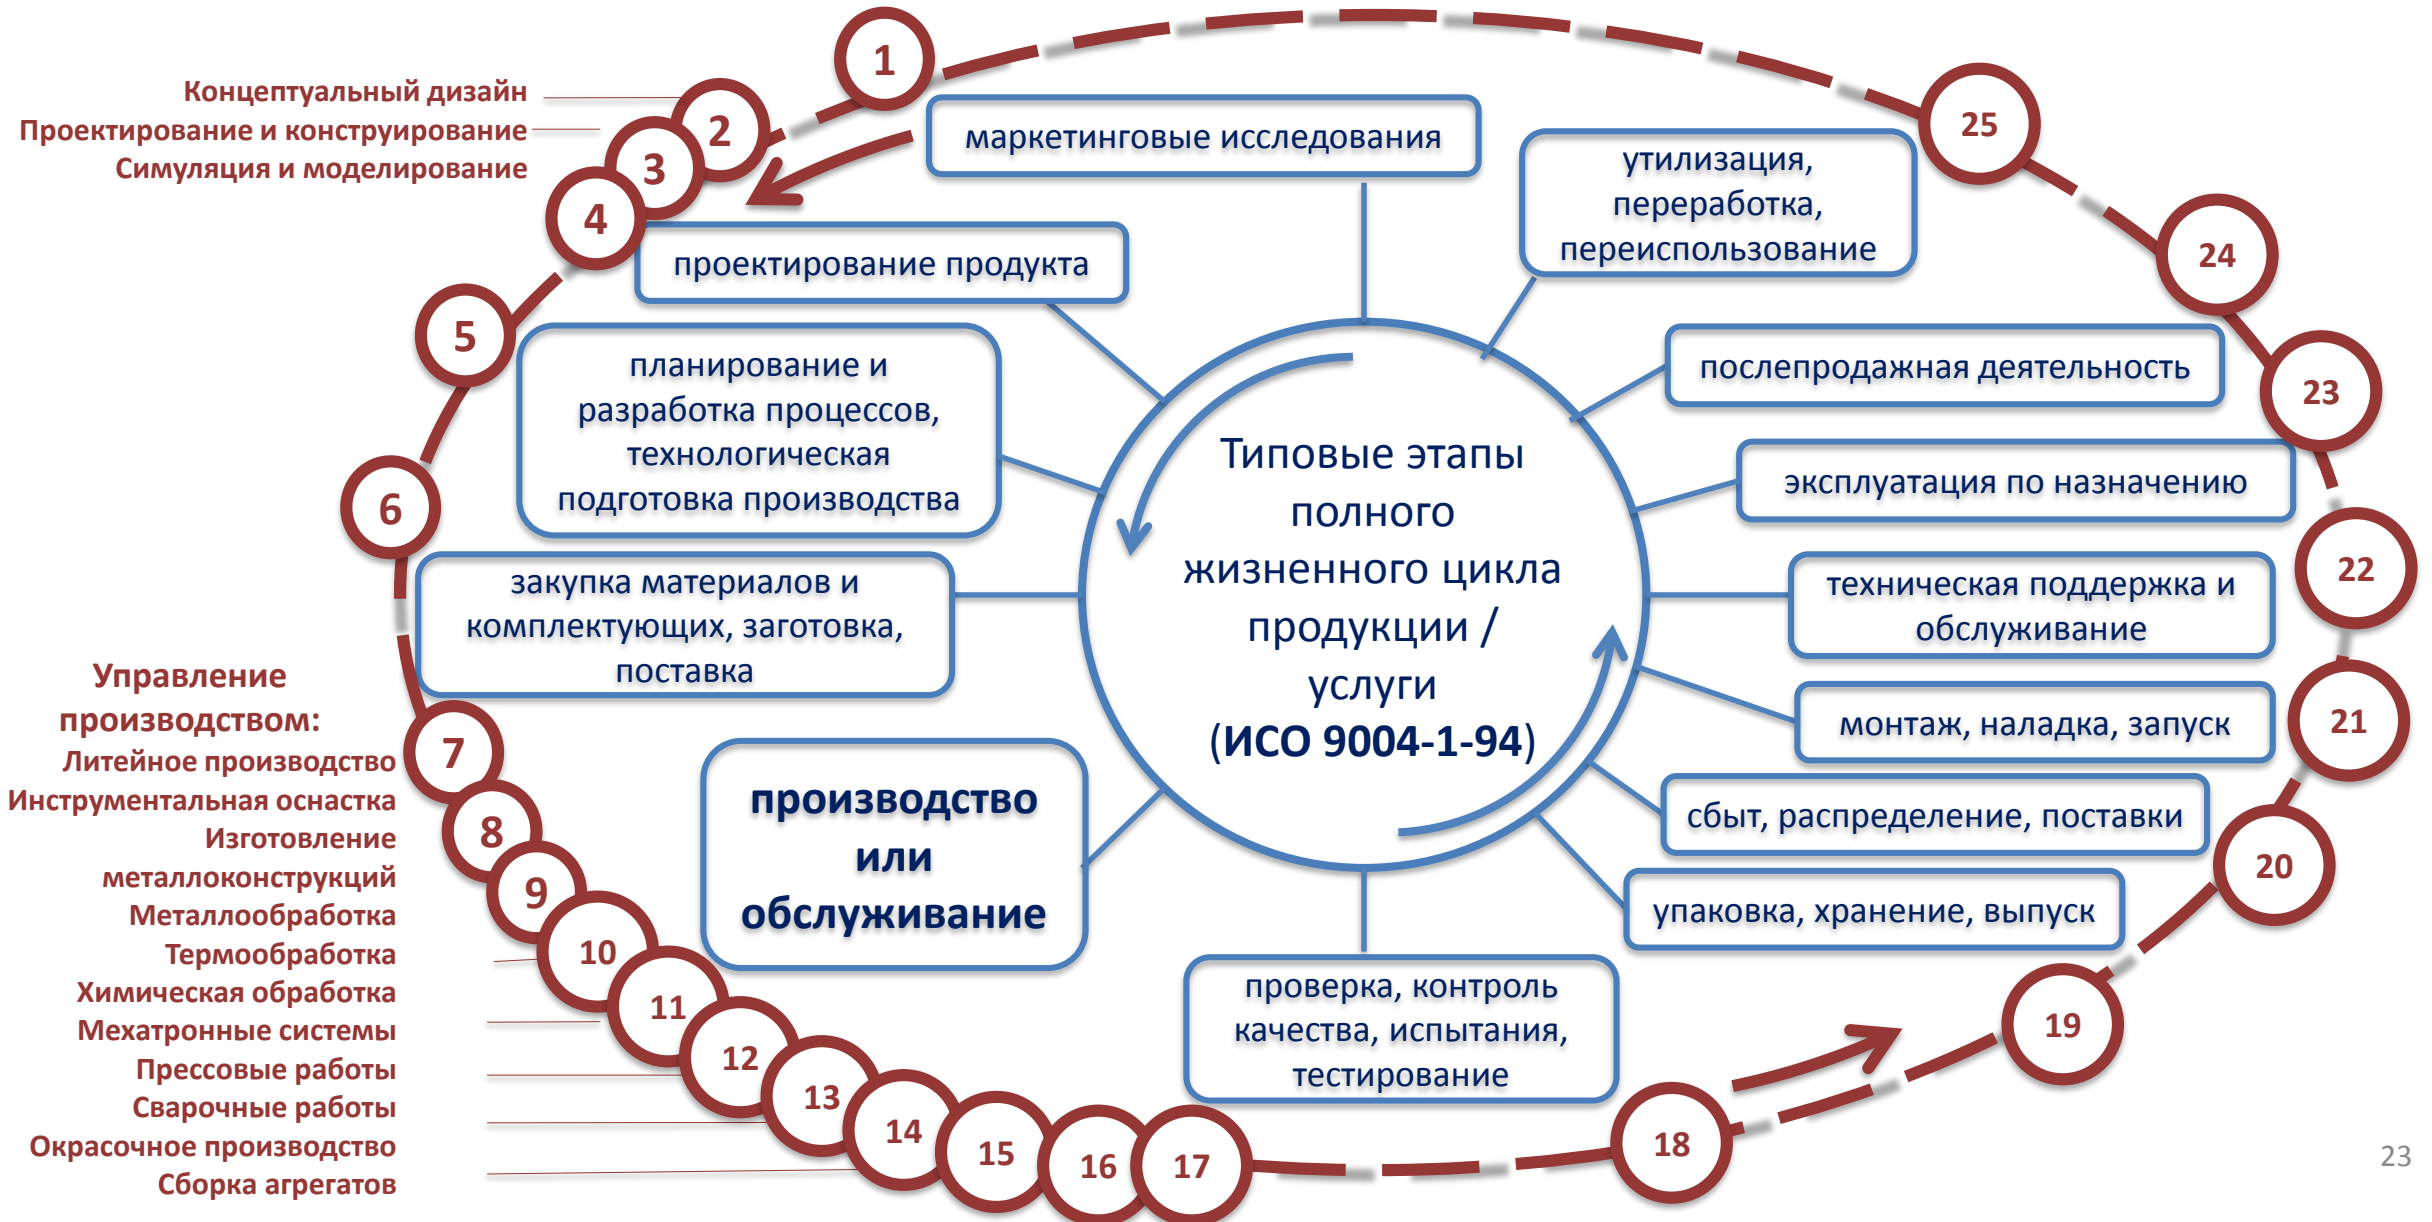 1
Концептуальный дизайн
Проектирование и конструирование
Симуляция и моделирование
2
3
4
5
6
маркетинговые исследования
проектирование продукта
планирование и
разработка процессов,
технологическая
подготовка производства
закупка материалов и
комплектующих, заготовка,
поставка
производство
или
обслуживание
проверка, контроль
качества, испытания,
тестирование
упаковка, хранение, выпуск
сбыт, распределение, поставки
монтаж, наладка, запуск
техническая поддержка и
обслуживание
эксплуатация по назначению
послепродажная деятельность
утилизация,
переработка,
переиспользование
Типовые этапы
полного
жизненного цикла
продукции /
услуги
(ИСО 9004-1-94)
Управление
производством:
Литейное производство
Инструментальная оснастка
Изготовление
металлоконструкций
Металлообработка
Термообработка
Химическая обработка
Мехатронные системы
Прессовые работы
Сварочные работы
Окрасочное производство
Сборка агрегатов
7
8
9
10
11
12
13
14
15
16
17
18
19
20
21
22
23
24
25
23